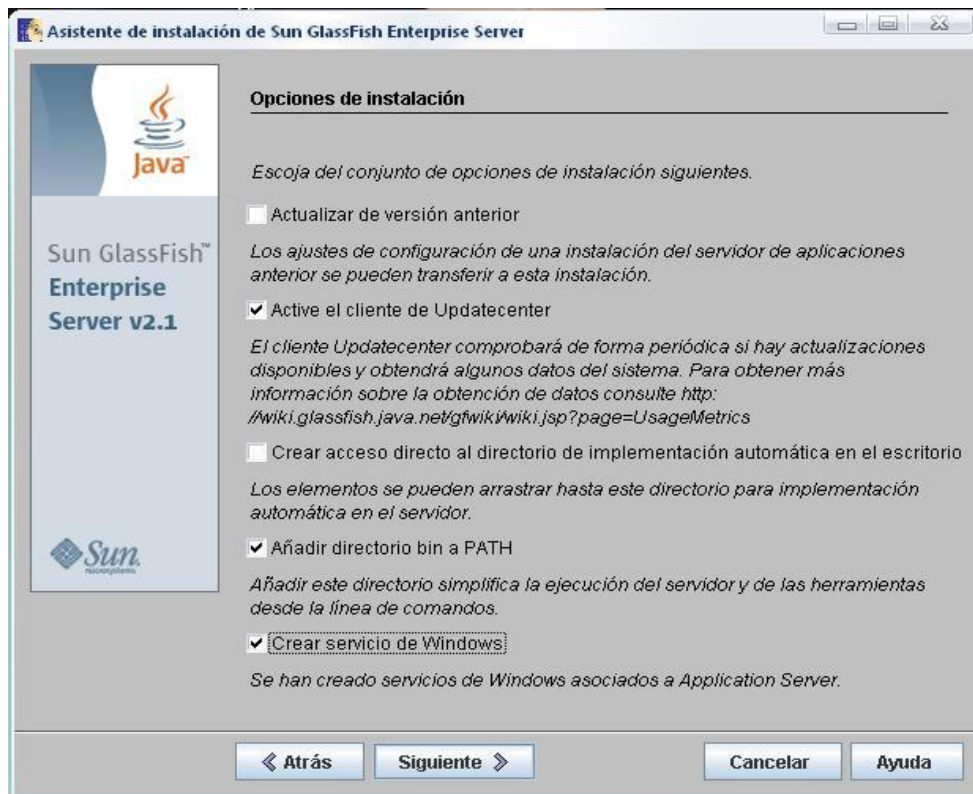 Asistente de instalación de Sun GlassFish Enterprise Server
Java™
Sun GlassFish™
Enterprise
Server v2.1
Sun
microsystems
Opciones de instalación
Escoja del conjunto de opciones de instalación siguientes.
Actualizar de versión anterior
Los ajustes de configuración de una instalación del servidor de aplicaciones
anterior se pueden transferir a esta instalación.
Active el cliente de Updatecenter
El cliente Updatecenter comprobará de forma periódica si hay actualizaciones
disponibles y obtendrá algunos datos del sistema. Para obtener más
información sobre la obtención de datos consulte http:
//wiki.glassfish.java.net/gfwiki/wiki.jsp?page=UsageMetrics
Crear acceso directo al directorio de implementación automática en el escritorio
Los elementos se pueden arrastrar hasta este directorio para implementación
automática en el servidor.
Añadir directorio bin a PATH
Añadir este directorio simplifica la ejecución del servidor y de las herramientas
desde la línea de comandos.
Crear servicio de Windows
Se han creado servicios de Windows asociados a Application Server.
Atrás
Siguiente
Cancelar
Ayuda